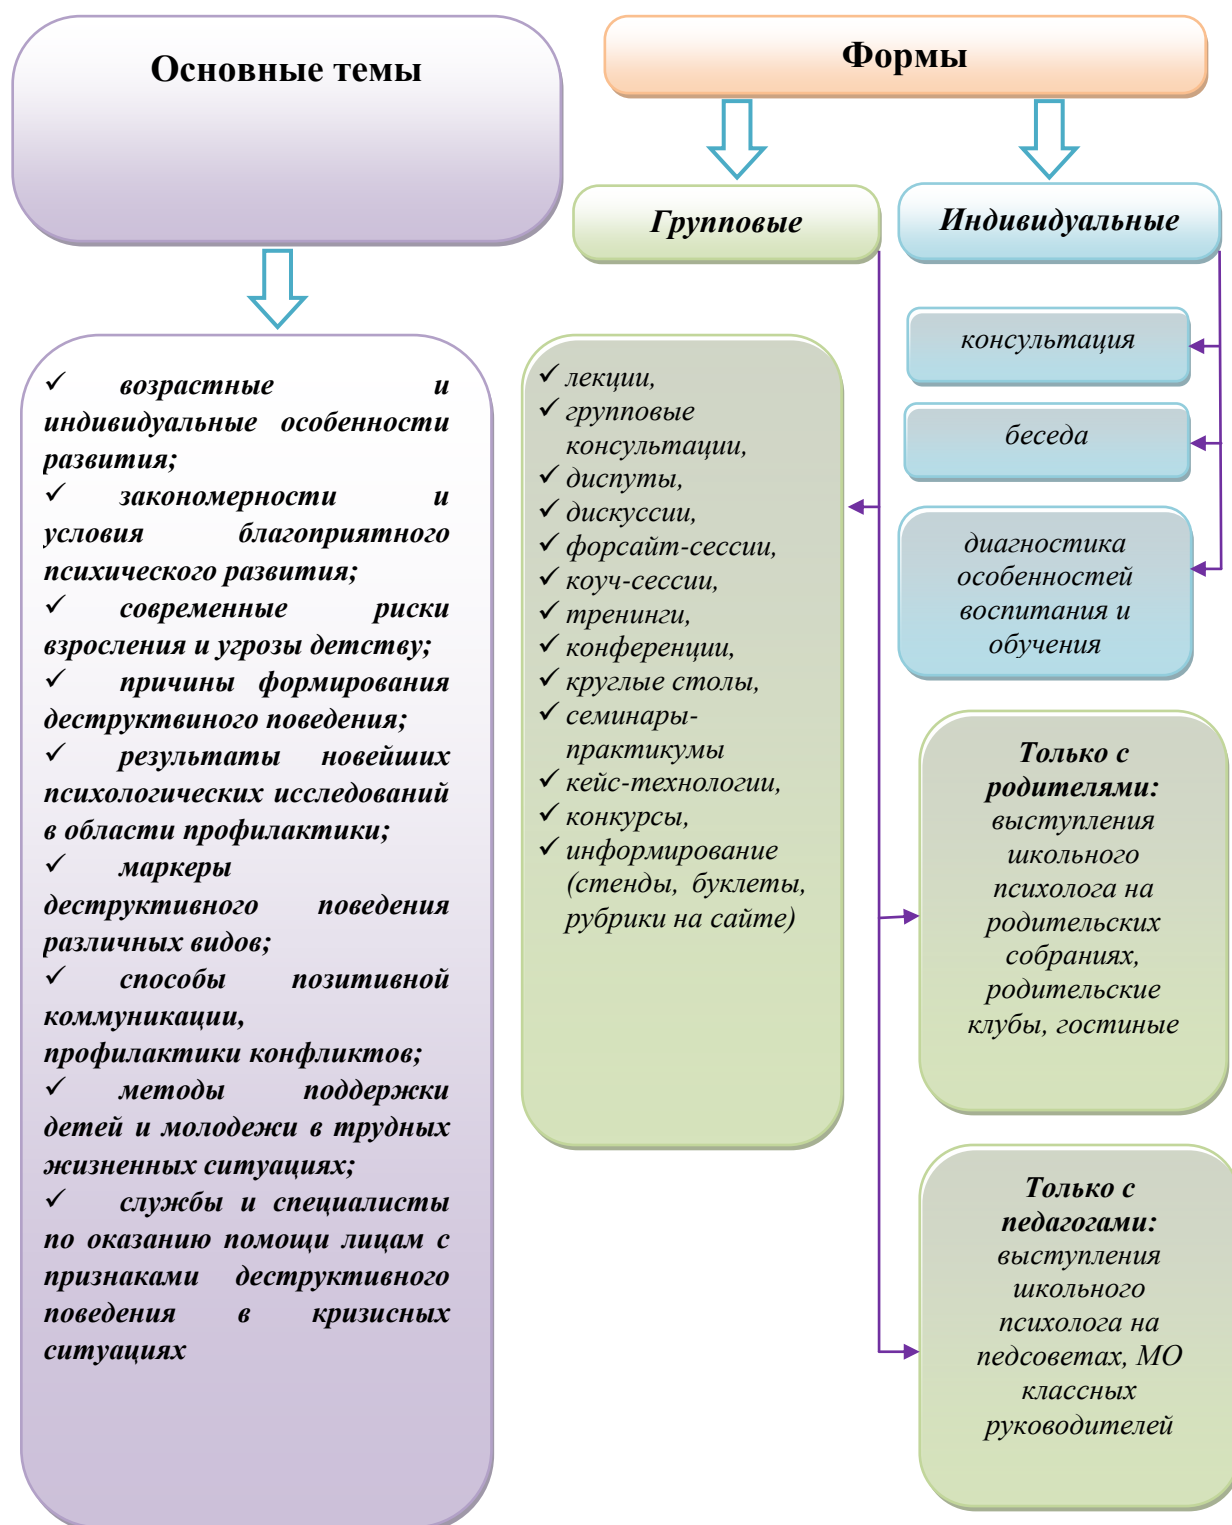 Основные темы
✓ возрастные и
индивидуальные особенности
развития;
✓ закономерности и
условия благоприятного
психического развития;
✓ современные риски
взросления и угрозы детству;
✓ причины формирования
деструктвиного поведения;
✓ результаты новейших
психологических исследований
в области профилактики;
✓ маркеры
деструктивного поведения
различных видов;
✓ способы позитивной
коммуникации,
профилактики конфликтов;
✓ методы поддержки
детей и молодежи в трудных
жизненных ситуациях;
✓ службы и специалисты
по оказанию помощи лицам с
признаками деструктивного
поведения в кризисных
ситуациях
Формы
Групповые
✓ лекции,
✓ групповые
консультации,
✓ диспуты,
✓ дискуссии,
✓ форсайт-сессии,
✓ коуч-сессии,
✓ тренинги,
✓ конференции,
✓ круглые столы,
✓ семинары-
практикумы
✓ кейс-технологии,
✓ конкурсы,
✓ информирование
(стенды, буклеты,
рубрики на сайте)
Индивидуальные
консультация
беседа
диагностика
особенностей
воспитания и
обучения
Только с
родителями:
выступления
школьного
психолога на
родительских
собраниях,
родительские
клубы, гостиные
Только с
педагогами:
выступления
школьного
психолога на
педсоветах, МО
классных
руководителей